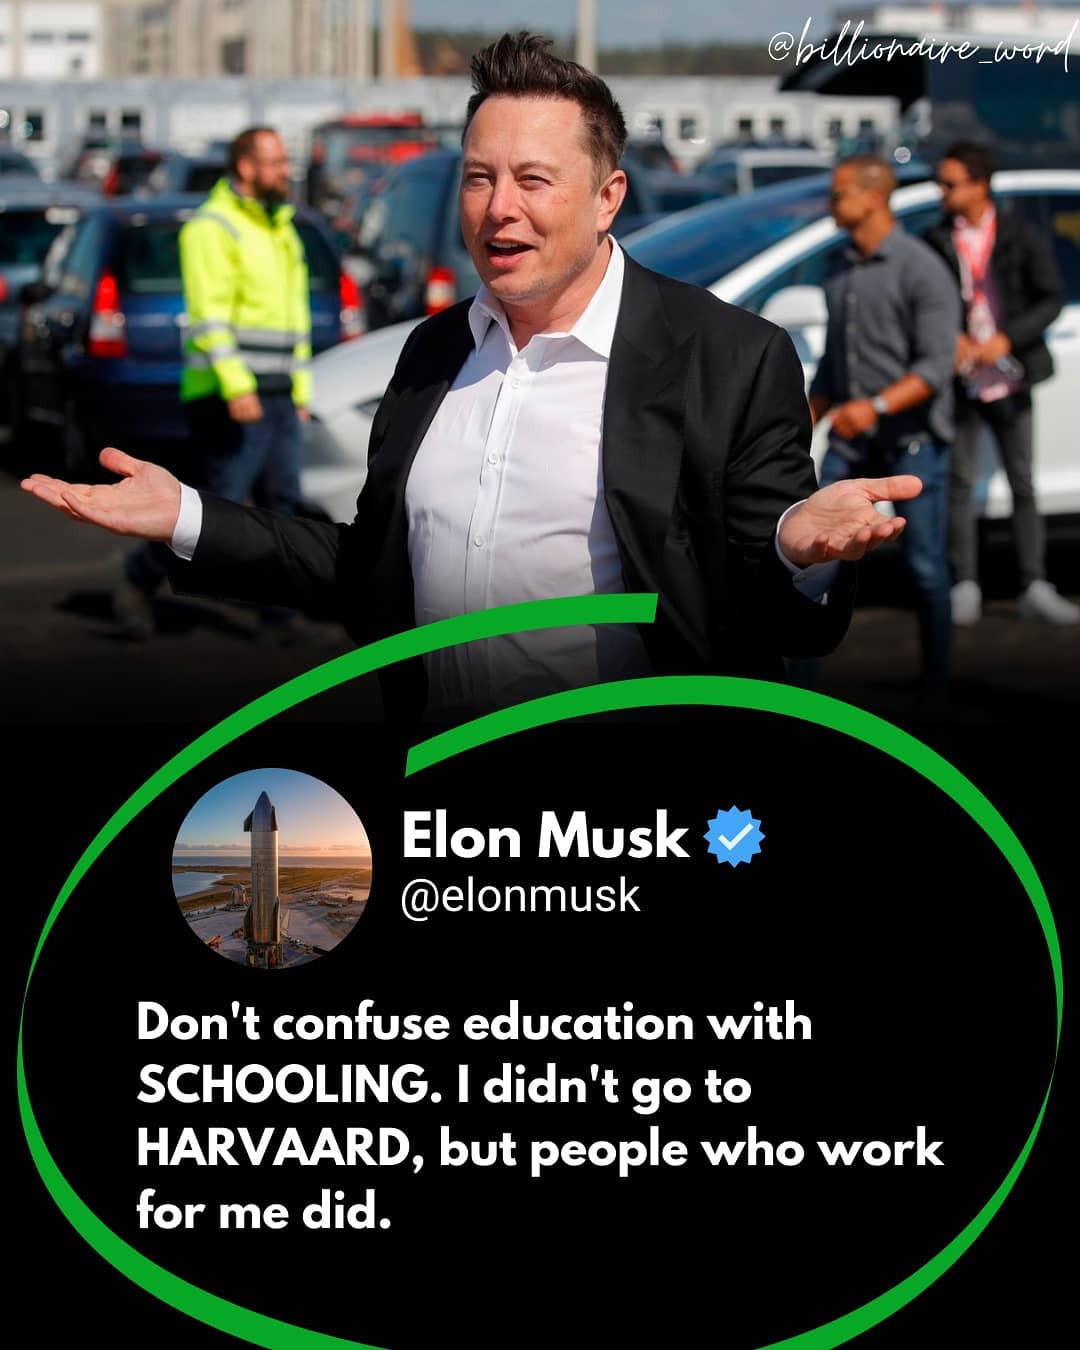 @billionaire_word
Elon Musk
@elonmusk
Don't confuse education with
SCHOOLING. I didn't go to
HARVAARD, but people who work
for me did.